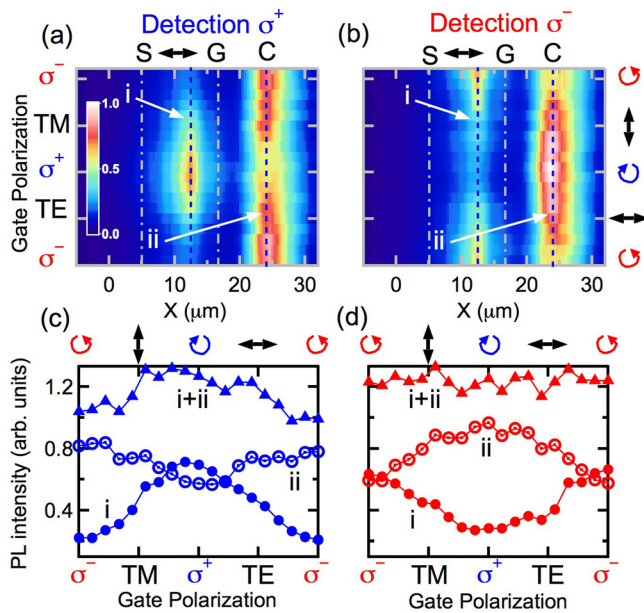 Detection σ+
Detection σ−
(a)
S
G
C
(b)
S
G
C
Gate Polarization
σ−
TM
σ+
TE
σ−
1.0
0.5
0.0
i
ii
i
ii
0
10
20
30
0
10
20
30
X (μm)
X (μm)
(c)
(d)
PL intensity (arb. units)
1.2
0.8
0.4
i+ii
ii
i
i+ii
ii
i
σ−
TM
σ+
TE
σ−
σ−
TM
σ+
TE
σ−
Gate Polarization
Gate Polarization